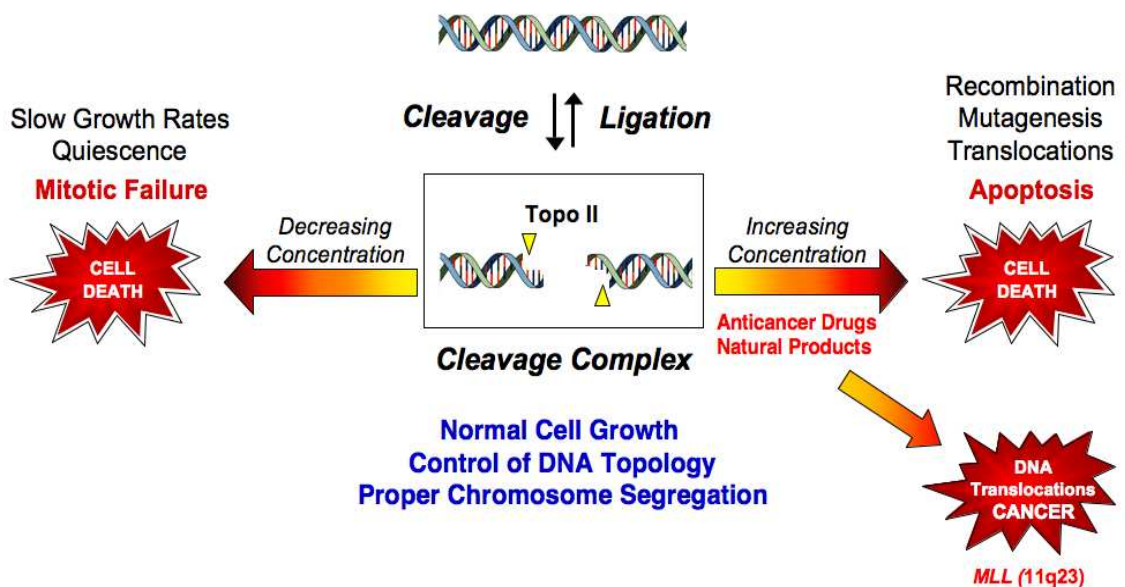 Cleavage
Ligation
Slow Growth Rates
Quiescence
Mitotic Failure
CELL
DEATH
Decreasing
Concentration
Topo II
Cleavage Complex
Normal Cell Growth
Control of DNA Topology
Proper Chromosome Segregation
Increasing
Concentration
Anticancer Drugs
Natural Products
Recombination
Mutagenesis
Translocations
Apoptosis
CELL
DEATH
DNA
Translocations
CANCER
MLL (11q23)